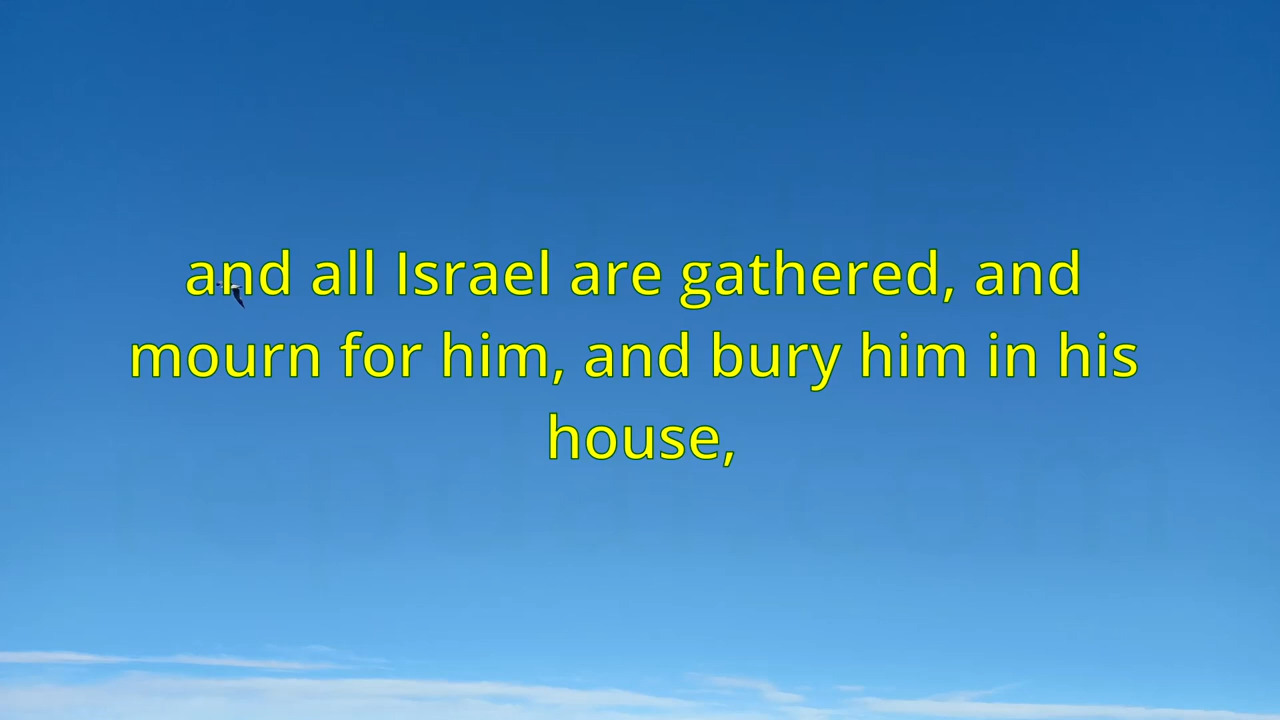 and all Israel are gathered, and
mourn for him, and bury him in his
house,